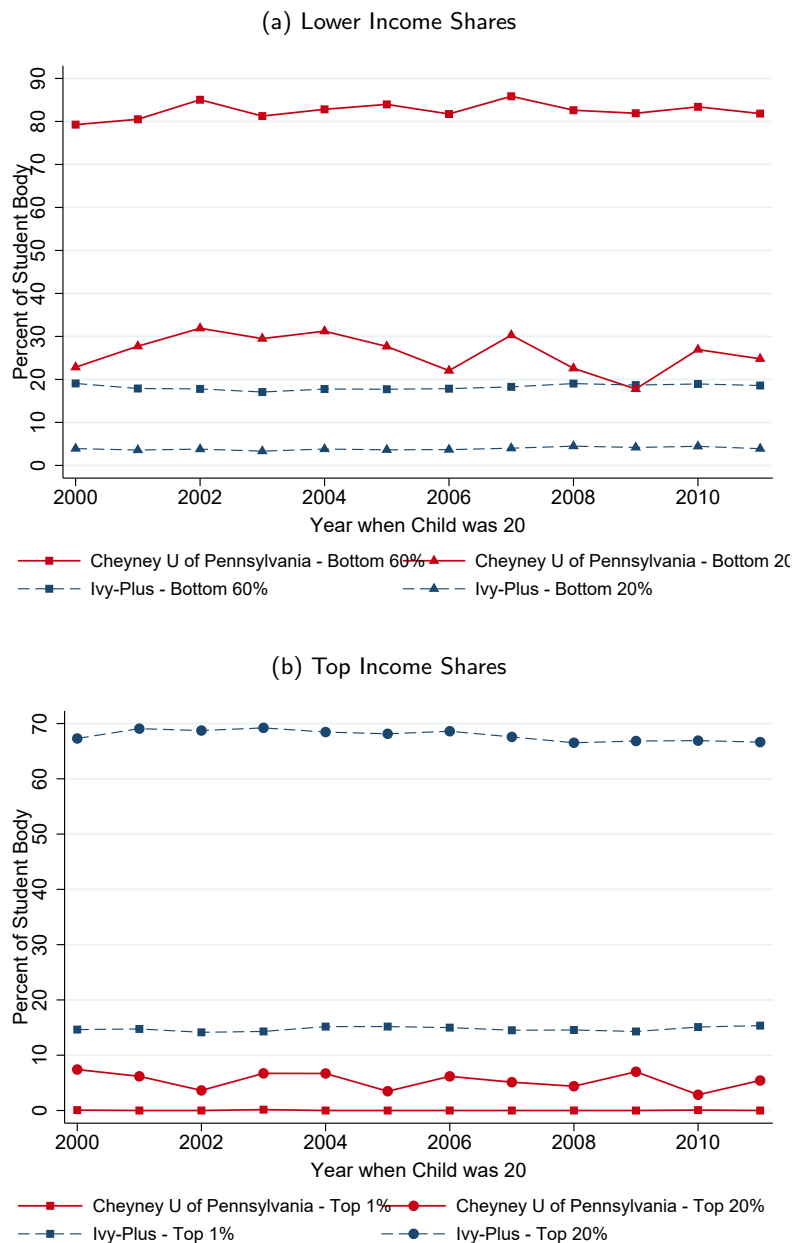 (a) Lower Income Shares
Percent of Student Body
90
80
70
60
50
40
30
20
10
0
2000 2002 2004 2006 2008 2010
Year when Child was 20
Cheyney U of Pennsylvania - Bottom 60% Cheyney U of Pennsylvania - Bottom 20
Ivy-Plus - Bottom 60% Ivy-Plus - Bottom 20%
(b) Top Income Shares
Percent of Student Body
70
60
50
40
30
20
10
0
2000 2002 2004 2006 2008 2010
Year when Child was 20
Cheyney U of Pennsylvania - Top 1% Cheyney U of Pennsylvania - Top 20%
Ivy-Plus - Top 1% Ivy-Plus - Top 20%